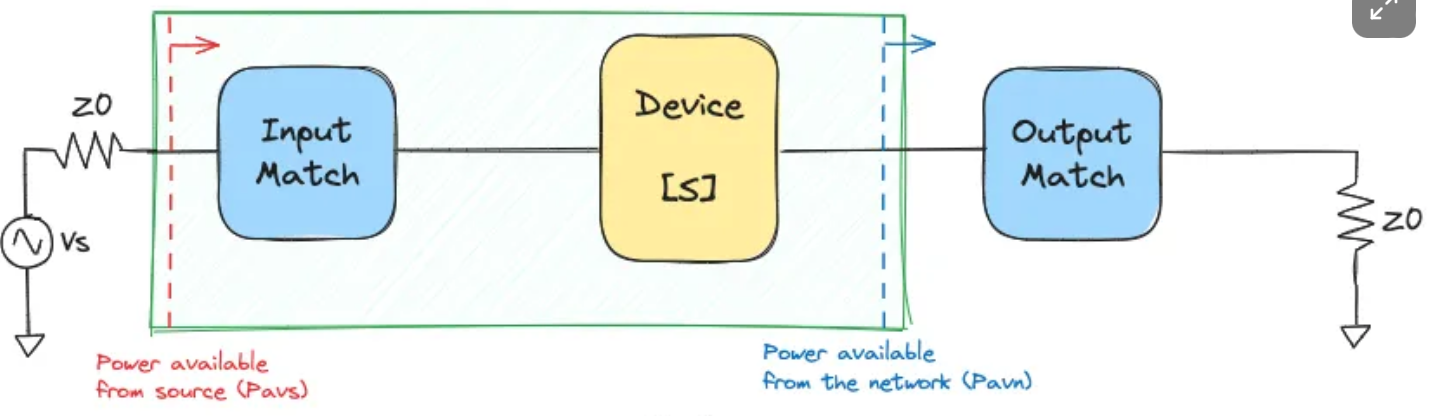 Z0
Vs
Input
Match
Device
[S]
Output
Match
Z0
Power available
from source (Pavs)
Power available
from the network (Pavn)